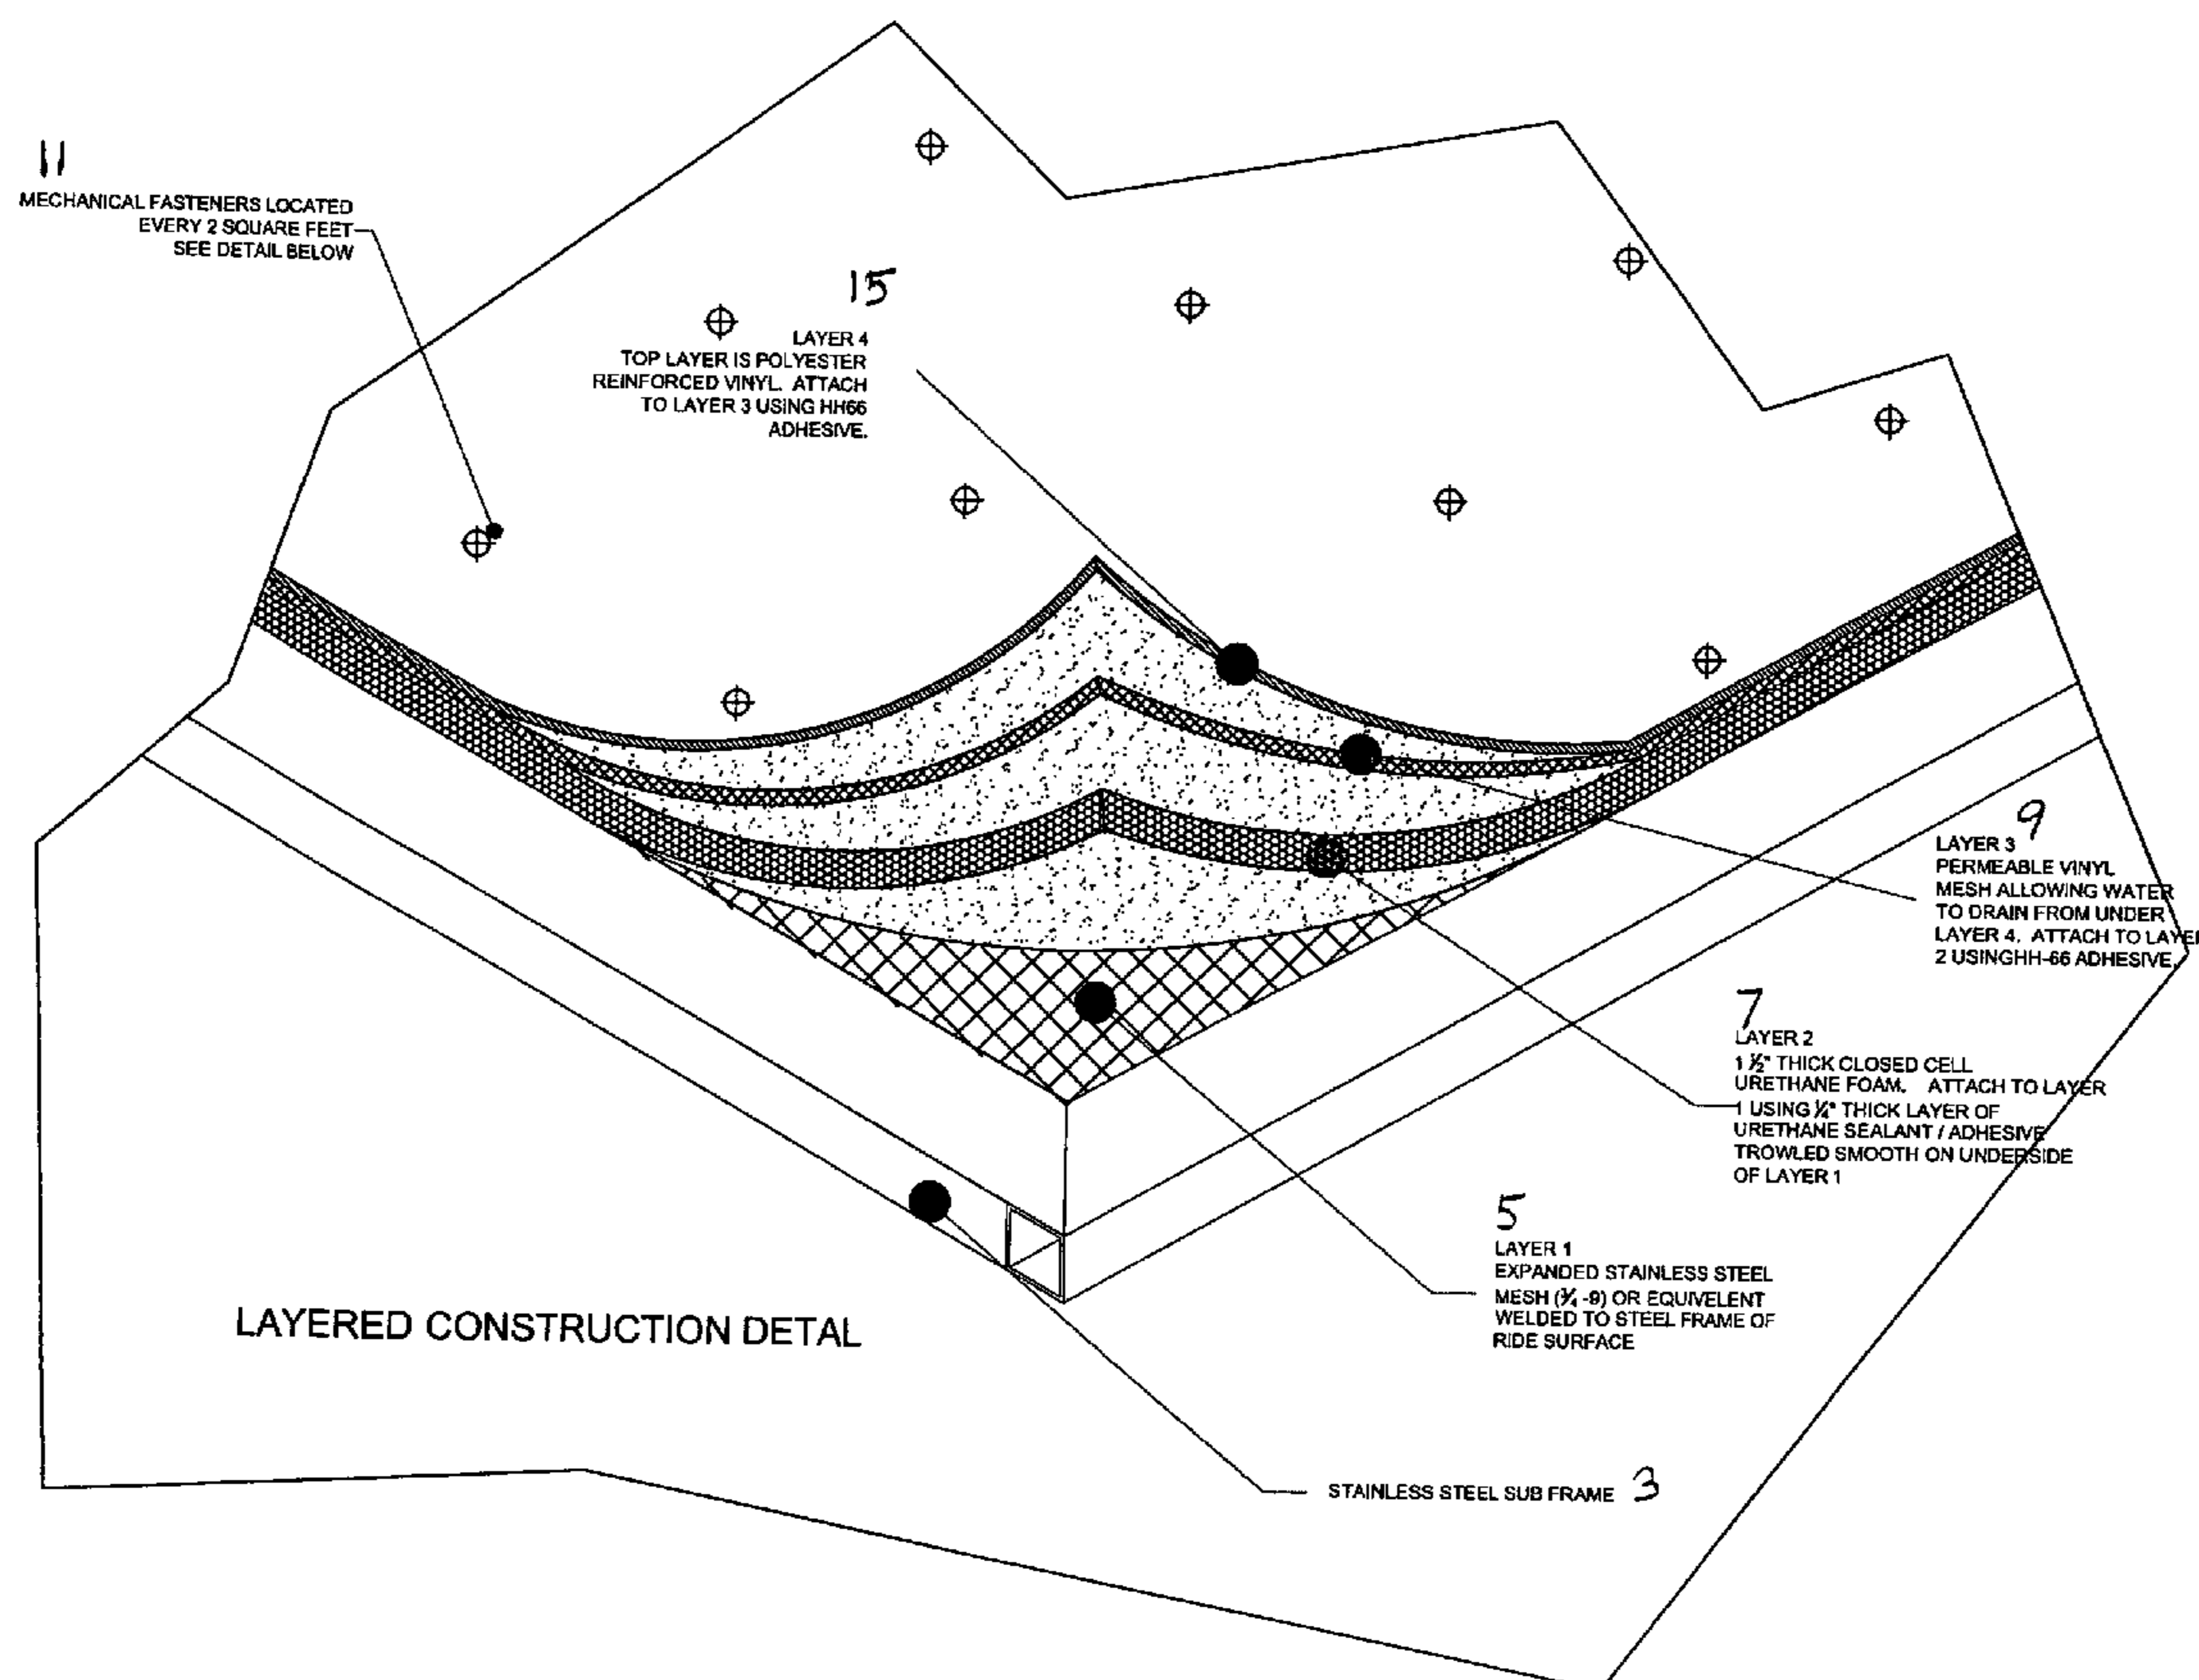 11
MECHANICAL FASTENERS LOCATED
EVERY 2 SQUARE FEET
SEE DETAIL BELOW
15
LAYER 4
TOP LAYER IS POLYESTER
REINFORCED VINYL. ATTACH
TO LAYER 3 USING HH66
ADHESIVE.
9
LAYER 3
PERMEABLE VINYL
MESH ALLOWING WATER
TO DRAIN FROM UNDER
LAYER 4. ATTACH TO LAYER
2 USINGHH-66 ADHESIVE.
7
LAYER 2
1 ½" THICK CLOSED CELL
URETHANE FOAM. ATTACH TO LAYER
1 USING ¼" THICK LAYER OF
URETHANE SEALANT / ADHESIVE
TROWLED SMOOTH ON UNDERSIDE
OF LAYER 1
5
LAYER 1
EXPANDED STAINLESS STEEL
MESH (¾ -9) OR EQUIVELENT
WELDED TO STEEL FRAME OF
RIDE SURFACE
LAYERED CONSTRUCTION DETAL
STAINLESS STEEL SUB FRAME 3